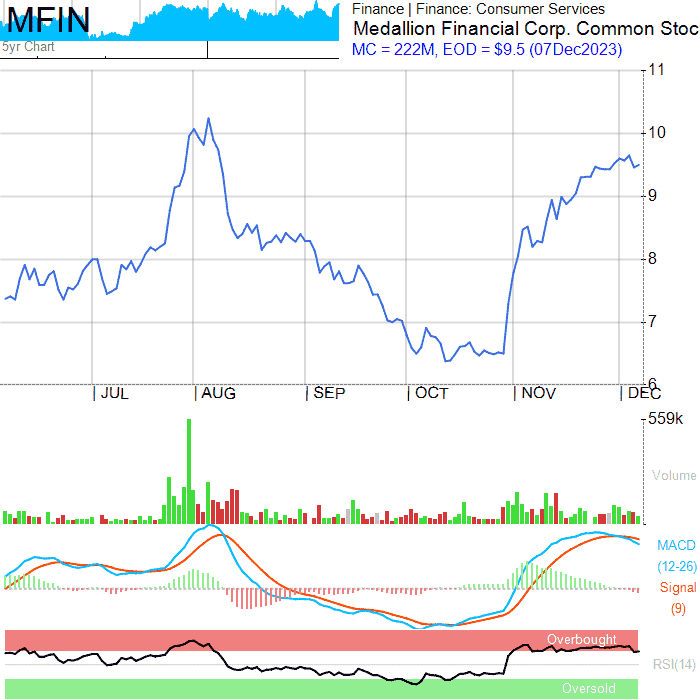 MFIN
5yr Chart
Finance | Finance: Consumer Services
Medallion Financial Corp. Common Stoc
MC = 222M, EOD = $9.5 (07Dec2023)
11
10
9
8
7
6
JUL
AUG
SEP
OCT
NOV
DEC
559k
Volume
MACD
(12-26)
Signal
(9)
Overbought
RSI(14)
Oversold